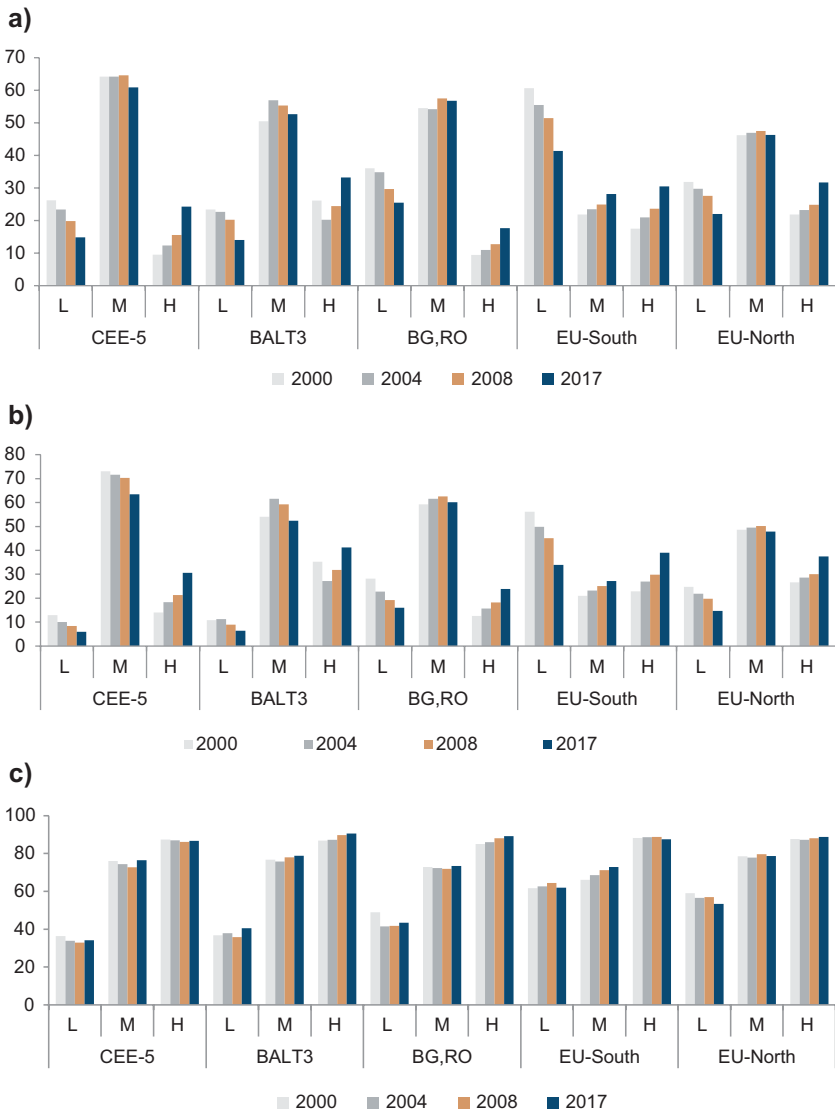 a)
70
60
50
40
30
20
10
0
L M H L M H L M H L M H L M H
CEE-5 BALT3 BG,RO EU-South EU-North
2000 2004 2008 2017
b)
80
70
60
50
40
30
20
10
0
L M H L M H L M H L M H L M H
CEE-5 BALT3 BG,RO EU-South EU-North
2000 2004 2008 2017
c)
100
80
60
40
20
0
L M H L M H L M H L M H L M H
CEE-5 BALT3 BG,RO EU-South EU-North
2000 2004 2008 2017